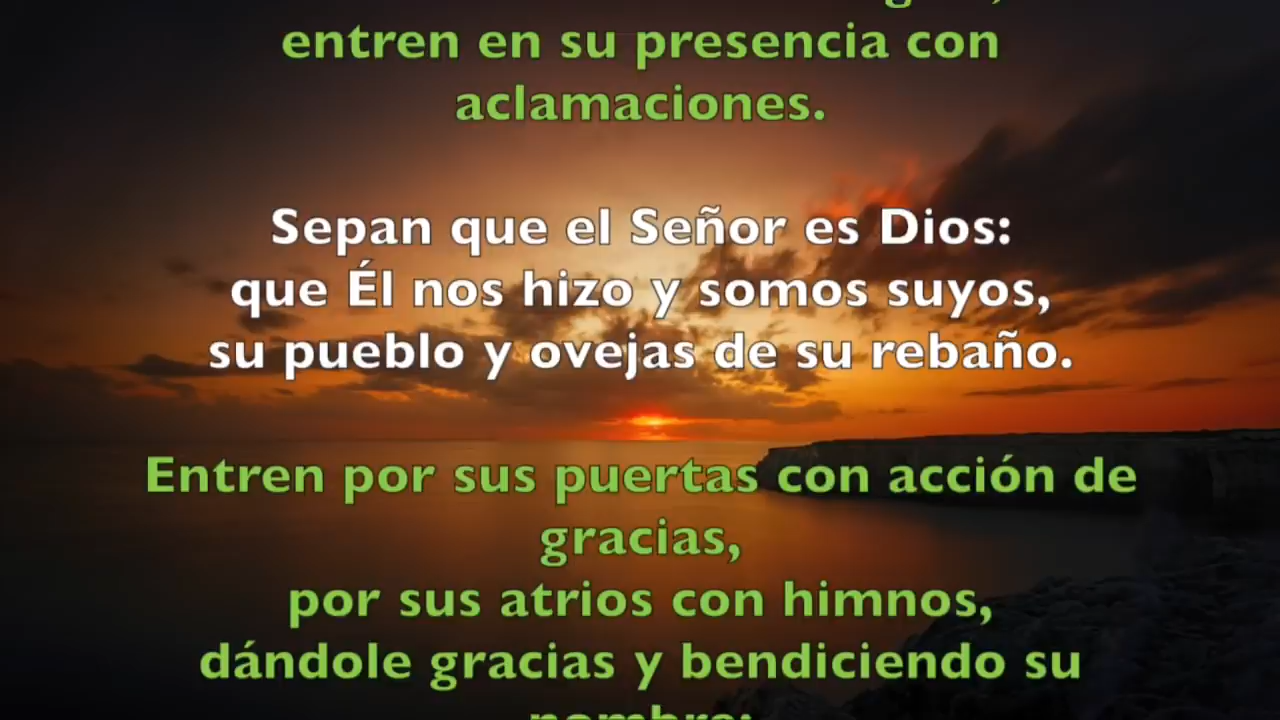 entren en su presencia con
aclamaciones.
Sepan que el Señor es Dios:
que Él nos hizo y somos suyos,
su pueblo y ovejas de su rebaño.
Entren por sus puertas con acción de
gracias,
por sus atrios con himnos,
dándole gracias y bendiciendo su
nombre: